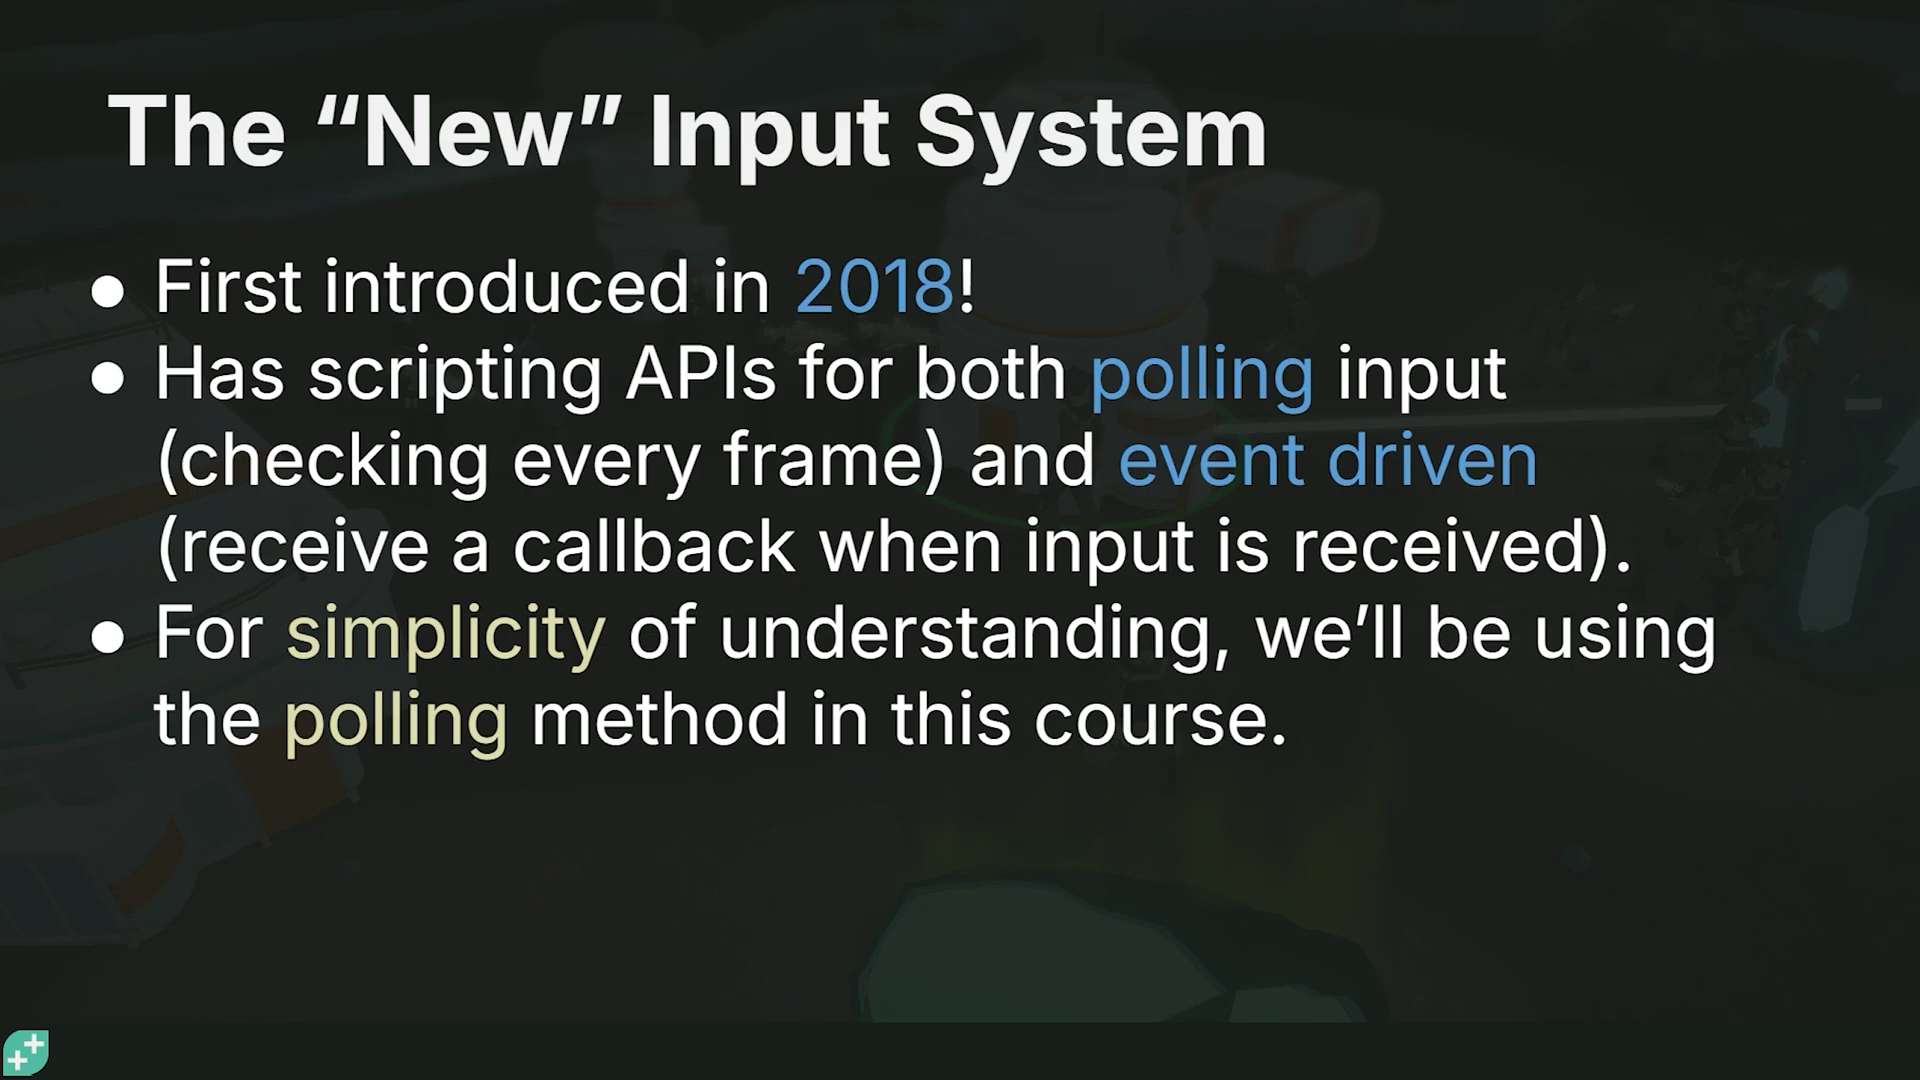 The “New” Input System
● First introduced in 2018!
● Has scripting APIs for both polling input
(checking every frame) and event driven
(receive a callback when input is received).
● For simplicity of understanding, we’ll be using
the polling method in this course.